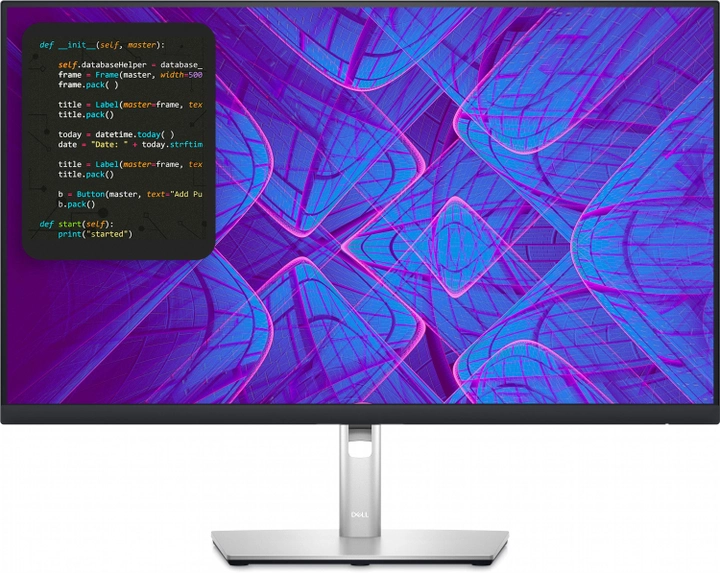 def __init__(self, master):
self.databaseHelper = database_
frame = Frame(master, width=500
frame.pack( )
title = Label(master=frame, tex
title.pack()
today = datetime.today( )
date = "Date: " + today.strftim
title = Label(master=frame, tex
title.pack()
b = Button(master, text="Add Pu
b.pack()
def start(self):
print("started")
DELL